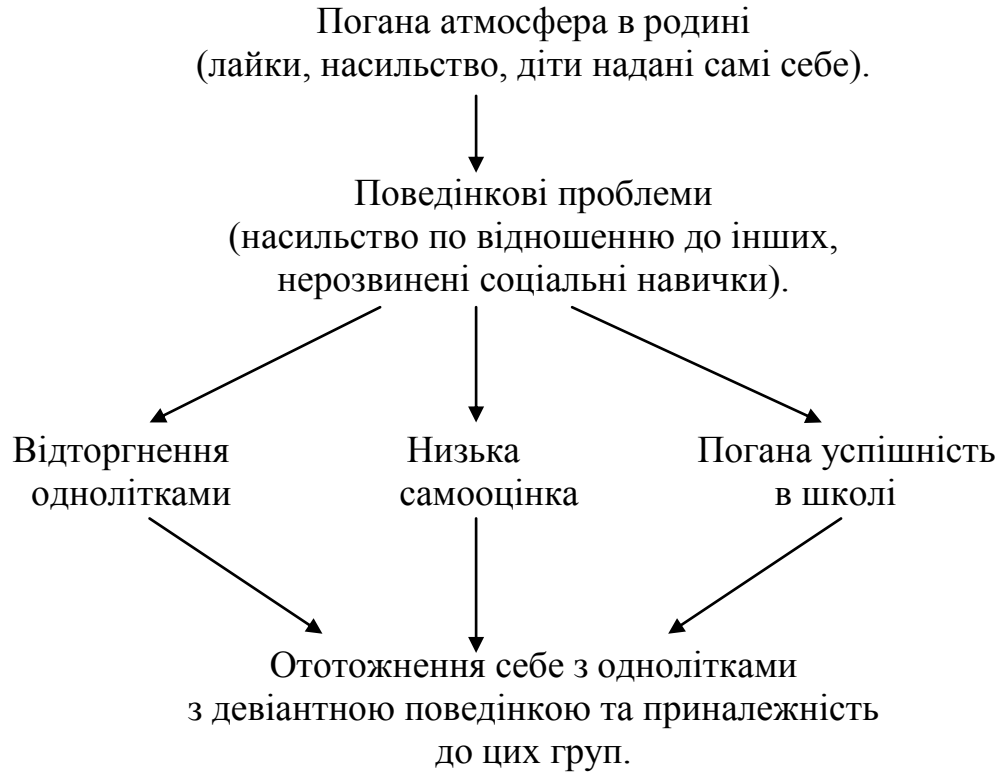 Погана атмосфера в родині
(лайки, насильство, діти надані самі себе).
Поведінкові проблеми
(насильство по відношенню до інших,
нерозвинені соціальні навички).
Відторгнення
однолітками
Низька
самооцінка
Погана успішність
в школі
Ототожнення себе з однолітками
з девіантною поведінкою та приналежність
до цих груп.